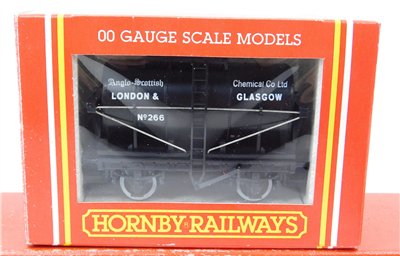 00 GAUGE SCALE MODELS
Anglo-Scottish Chemical Co Ltd
LONDON & GLASGOW
Nº266
HORNBY RAILWAYS